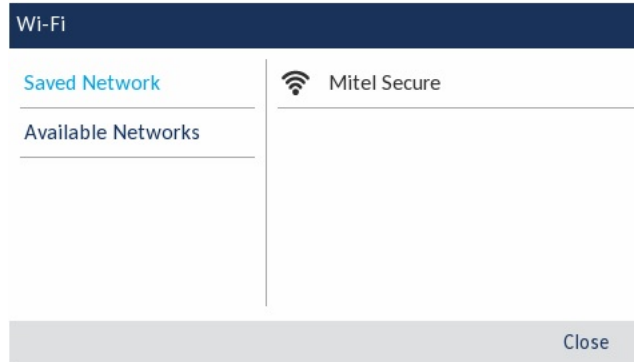 Wi-Fi
Saved Network
Available Networks
Mitel Secure
Close